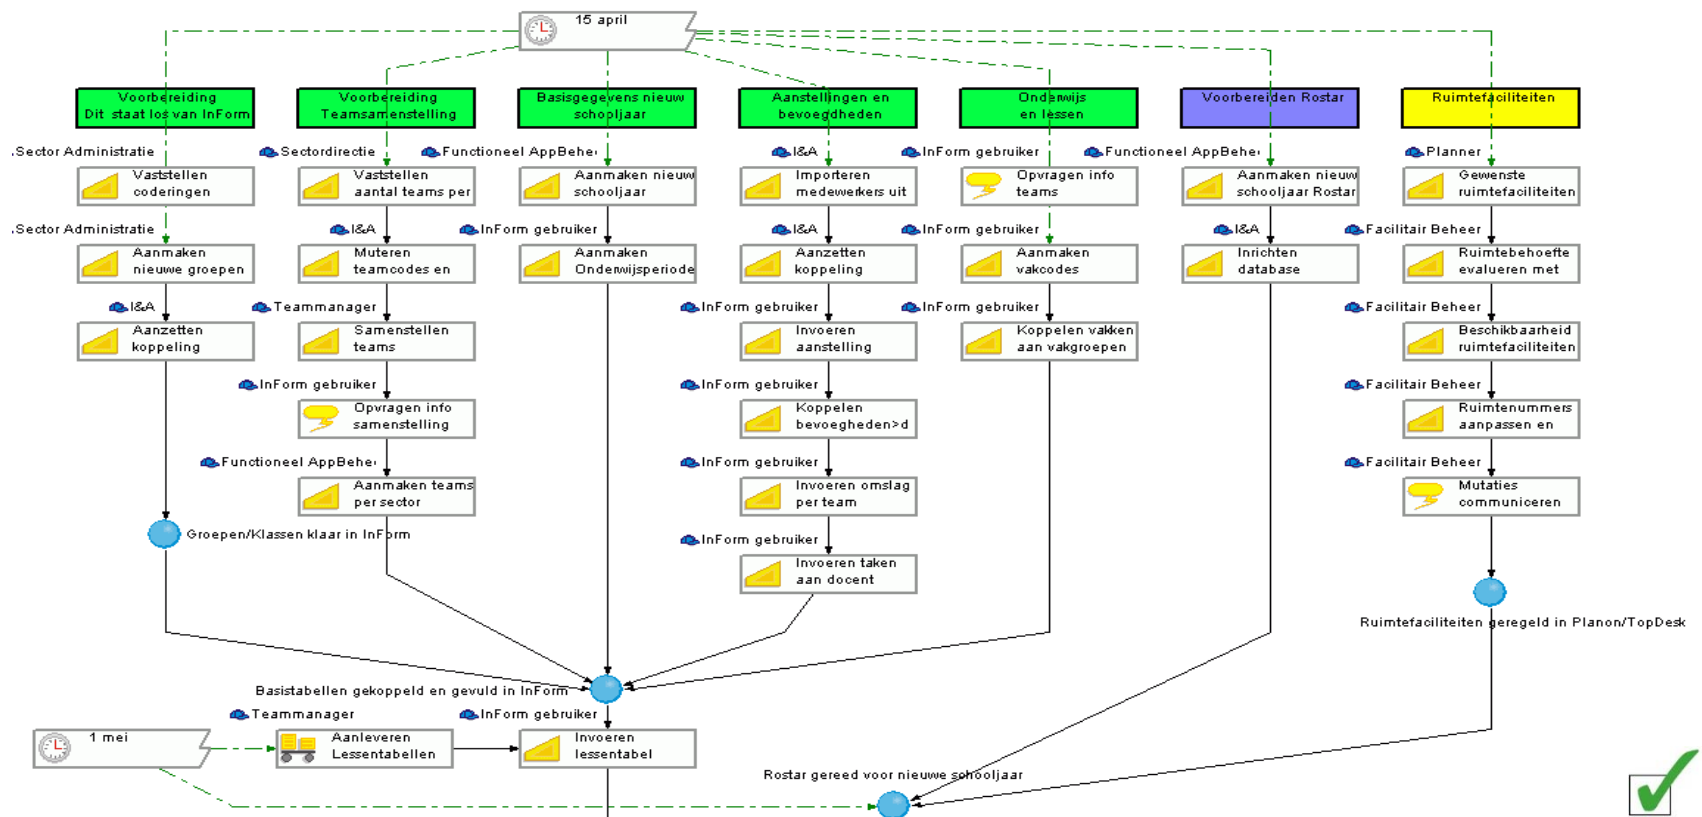 15 april
Voorbereiding
Dit staat los van InForm
Voorbereiding
Teamsamenstelling
Basisgegevens nieuw
schooljaar
Aanstellingen en
bevoegdheden
Onderwijs
en lessen
Voorbereiden Rostar
Ruimtefaciliteiten
Sector Administratie
Sectordirectie
Functioneel AppBehe
I&A
InForm gebruiker
Functioneel AppBehe
Planner
Vaststellen
coderingen
Vaststellen
aantal teams per
Aanmaken nieuw
schooljaar
Importeren
medewerkers uit
Opvragen info
teams
Aanmaken nieuw
schooljaar Rostar
Gewenste
ruimtefaciliteiten
Sector Administratie
I&A
InForm gebruiker
I&A
InForm gebruiker
I&A
Facilitair Beheer
Aanmaken
nieuwe groepen
Muteren
teamcodes en
Aanmaken
Onderwijsperiode
Aanzetten
koppeling
Aanmaken
vakcodes
Inrichten
database
Ruimtebehoefte
evalueren met
I&A
Teammanager
InForm gebruiker
InForm gebruiker
Facilitair Beheer
Aanzetten
koppeling
Samenstellen
teams
Invoeren
aanstelling
Koppelen vakken
aan vakgroepen
Beschikbaarheid
ruimtefaciliteiten
InForm gebruiker
InForm gebruiker
Facilitair Beheer
Opvragen info
samenstelling
Koppelen
bevoegheden>d
Ruimtenummers
aanpassen en
Functioneel AppBehe
InForm gebruiker
Facilitair Beheer
Aanmaken teams
per sector
Invoeren omslag
per team
Mutaties
communiceren
Groepen/Klassen klaar in InForm
InForm gebruiker
Invoeren taken
aan docent
Ruimtefaciliteiten geregeld in Planon/TopDesk
Basistabellen gekoppeld en gevuld in InForm
Teammanager
InForm gebruiker
1 mei
Aanleveren
Lessentabellen
Invoeren
lessentabel
Rostar gereed voor nieuwe schooljaar